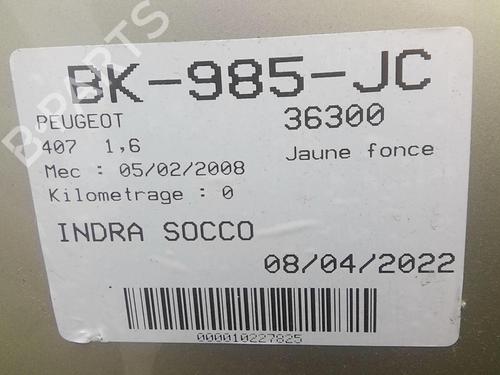 BK-985-JC
PEUGEOT 36300
407 1,6 Jaune fonce
Mec : 05/02/2008
Kilometrage : 0
INDRA SOCCO
08/04/2022
000010227825
B-PARTS